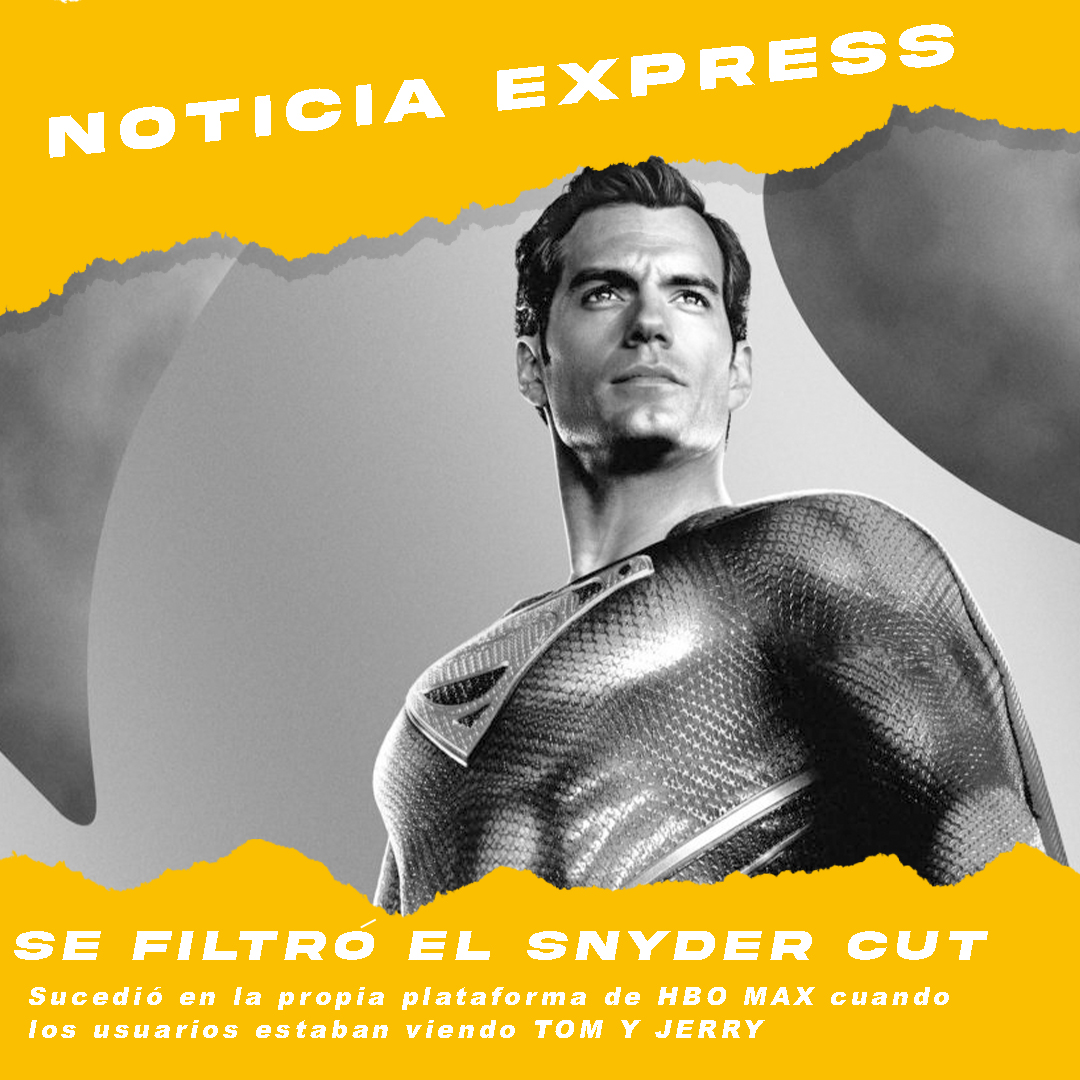 NOTICIA EXPRESS
SE FILTRÓ EL SNYDER CUT
Sucedió en la propia plataforma de HBO MAX cuando
los usuarios estaban viendo TOM Y JERRY